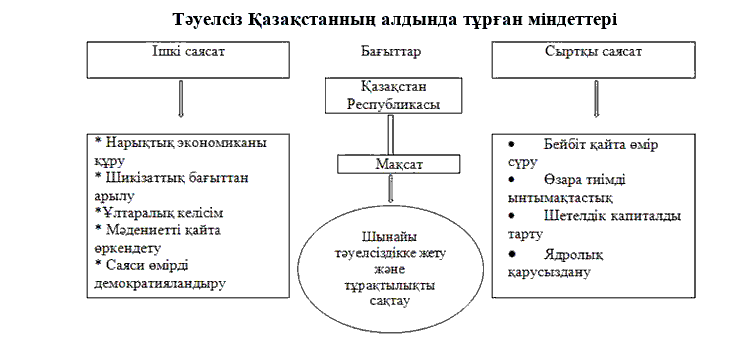 Тәуелсіз Қазақстанның алдында тұрған міндеттері
Ішкі саясат
Бағыттар
Сыртқы саясат
Қазақстан
Республикасы
Мақсат
* Нарықтық экономиканы
құру
* Шикізаттық бағыттан
арылу
*Ұлтаралық келісім
* Мәдениетті қайта
өркендету
* Саяси өмірді
демократияландыру
Шынайы
тәуелсіздікке жету
және
тұрақтылықты
сақтау
● Бейбіт қайта өмір
сүру
● Өзара тиімді
ынтымақтастық
● Шетелдік капиталды
тарту
● Ядролық
қарусыздану